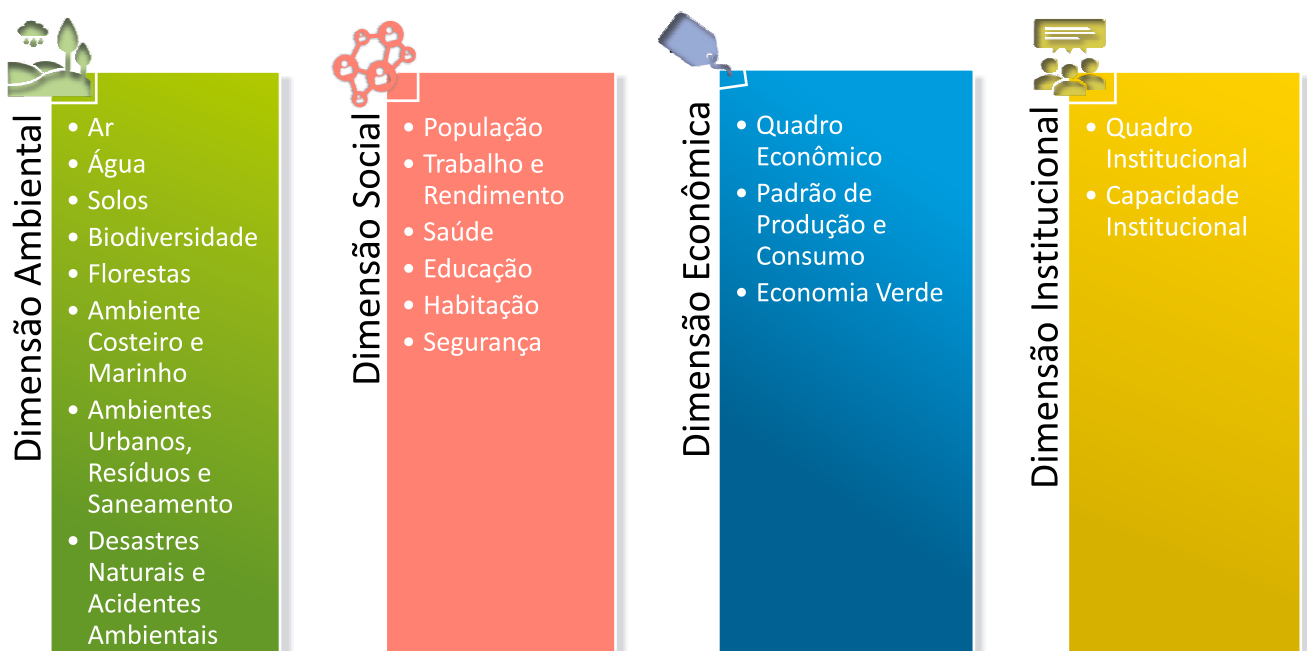 Dimensão Ambiental
• Ar
• Água
• Solos
• Biodiversidade
• Florestas
• Ambiente
Costeiro e
Marinho
• Ambientes
Urbanos,
Resíduos e
Saneamento
• Desastres
Naturais e
Acidentes
Ambientais
Dimensão Social
• População
• Trabalho e
Rendimento
• Saúde
• Educação
• Habitação
• Segurança
Dimensão Econômica
• Quadro
Econômico
• Padrão de
Produção e
Consumo
• Economia Verde
Dimensão Institucional
• Quadro
Institucional
• Capacidade
Institucional